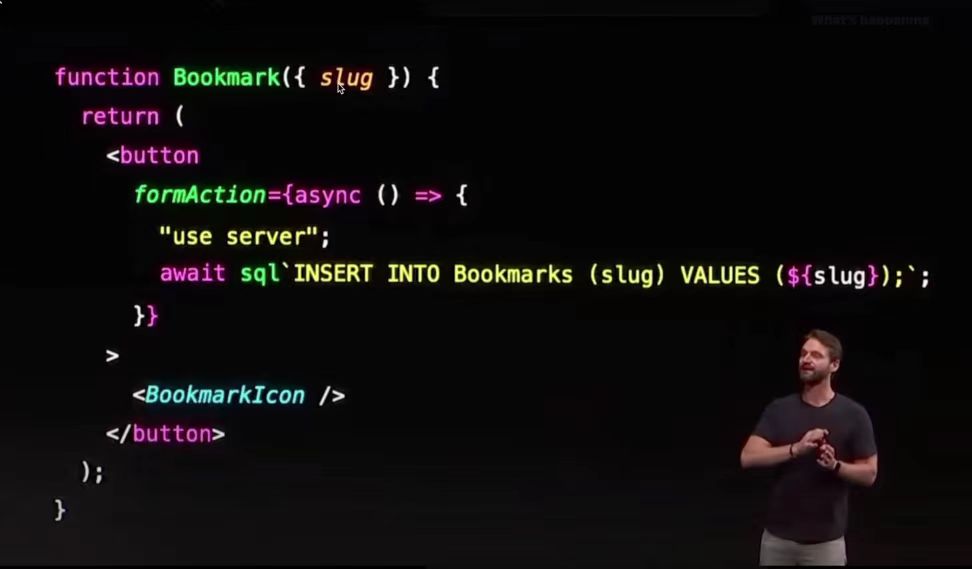 What's happening
function Bookmark({ slug }) {
return (
<button
formAction={async () => {
"use server";
await sql`INSERT INTO Bookmarks (slug) VALUES (${slug});`;
}}
>
<BookmarkIcon />
</button>
);
}